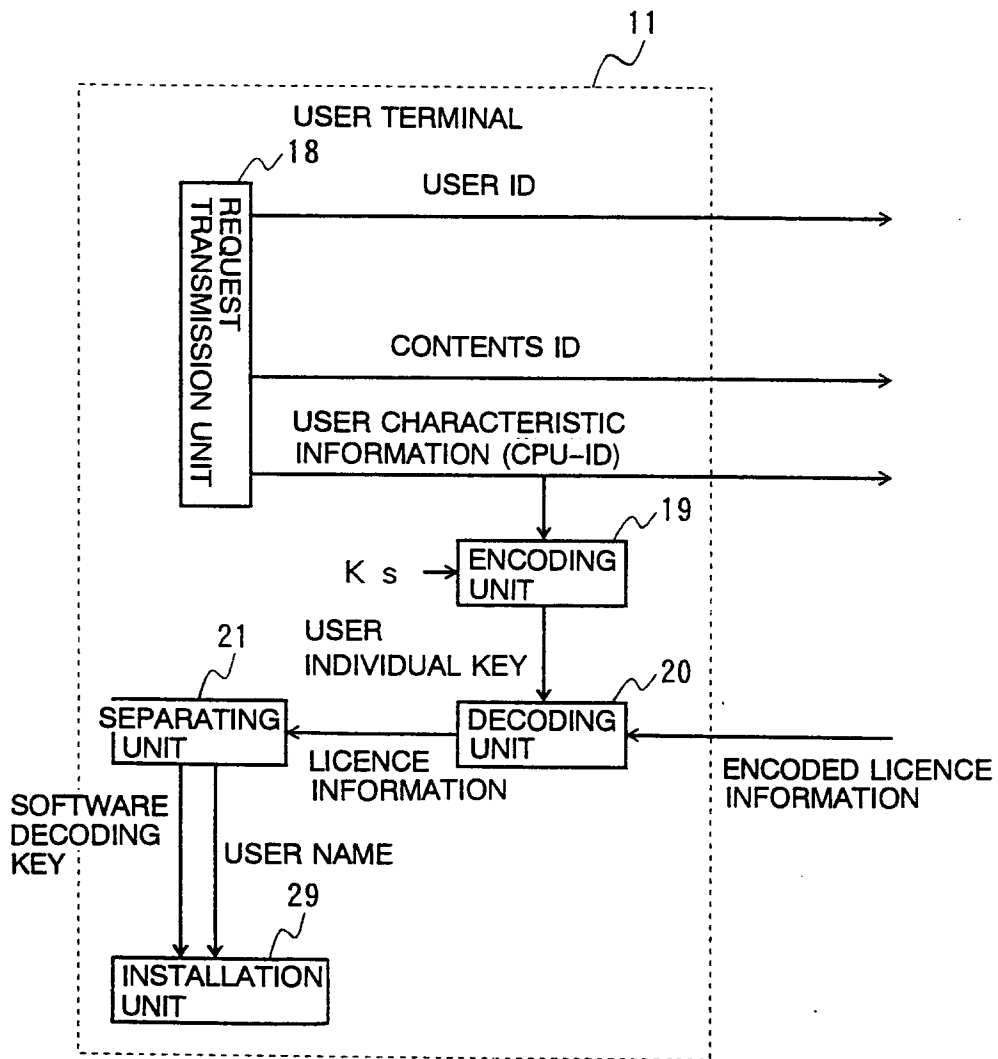 11
USER TERMINAL
18
REQUEST
TRANSMISSION UNIT
USER ID
CONTENTS ID
USER CHARACTERISTIC
INFORMATION (CPU-ID)
19
K s
ENCODING
UNIT
USER
INDIVIDUAL KEY
21
20
SEPARATING
UNIT
DECODING
UNIT
LICENCE
INFORMATION
ENCODED LICENCE
INFORMATION
SOFTWARE
DECODING
KEY
USER NAME
29
INSTALLATION
UNIT